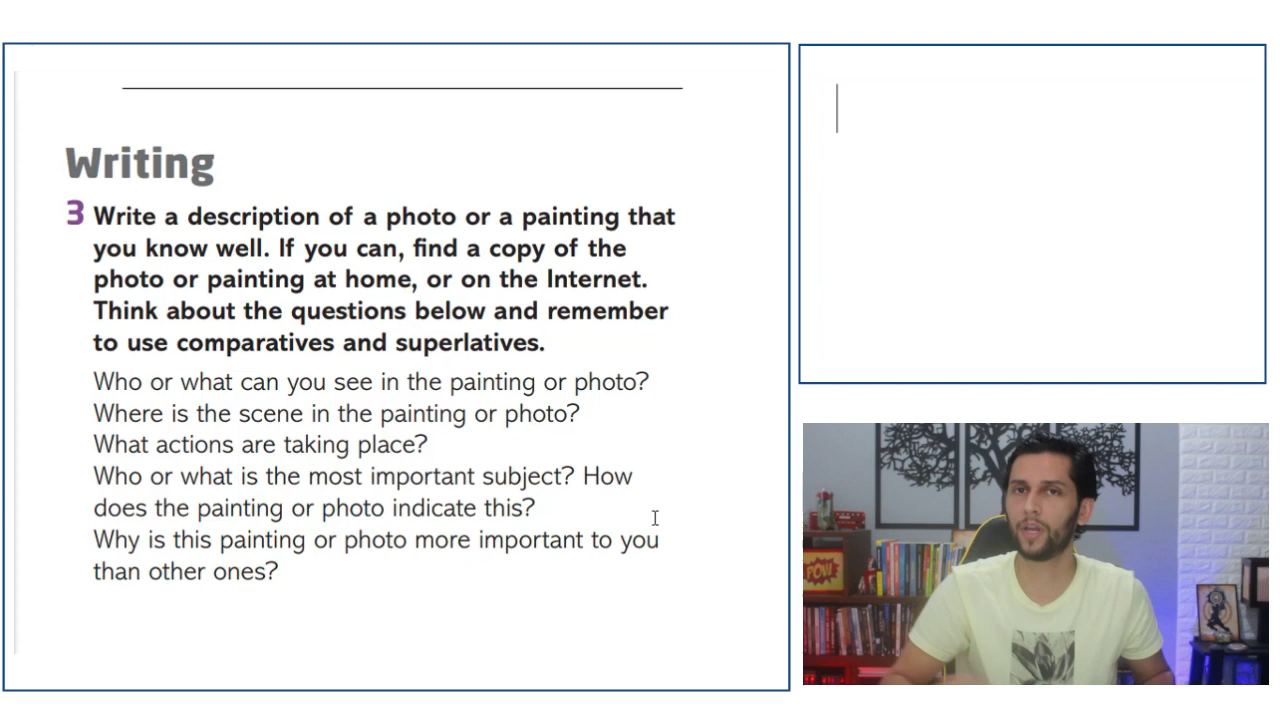 Writing
3 Write a description of a photo or a painting that
you know well. If you can, find a copy of the
photo or painting at home, or on the Internet.
Think about the questions below and remember
to use comparatives and superlatives.
Who or what can you see in the painting or photo?
Where is the scene in the painting or photo?
What actions are taking place?
Who or what is the most important subject? How
does the painting or photo indicate this?
Why is this painting or photo more important to you
than other ones?
POW